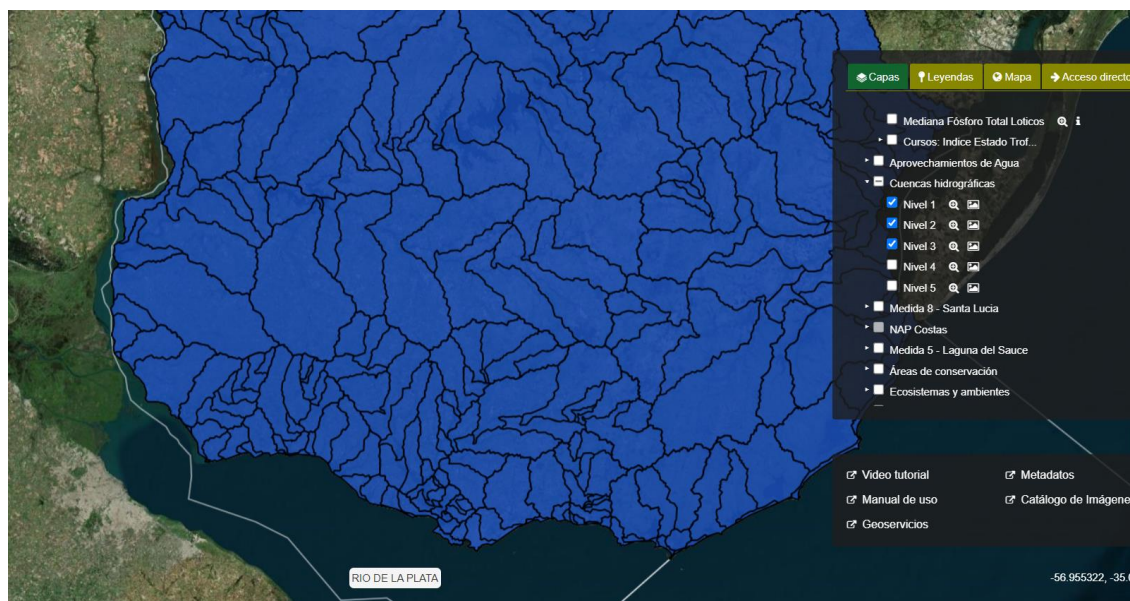 Capas Leyendas Mapa Acceso directo
Mediana Fósforo Total Loticos
Cursos: Indice Estado Trof...
Aprovechamientos de Agua
Cuencas hidrográficas
Nivel 1
Nivel 2
Nivel 3
Nivel 4
Nivel 5
Medida 8 - Santa Lucia
NAP Costas
Medida 5 - Laguna del Sauce
Áreas de conservación
Ecosistemas y ambientes
Video tutorial Metadatos
Manual de uso Catálogo de Imágene
Geoservicios
RIO DE LA PLATA
-56.955322, -35.